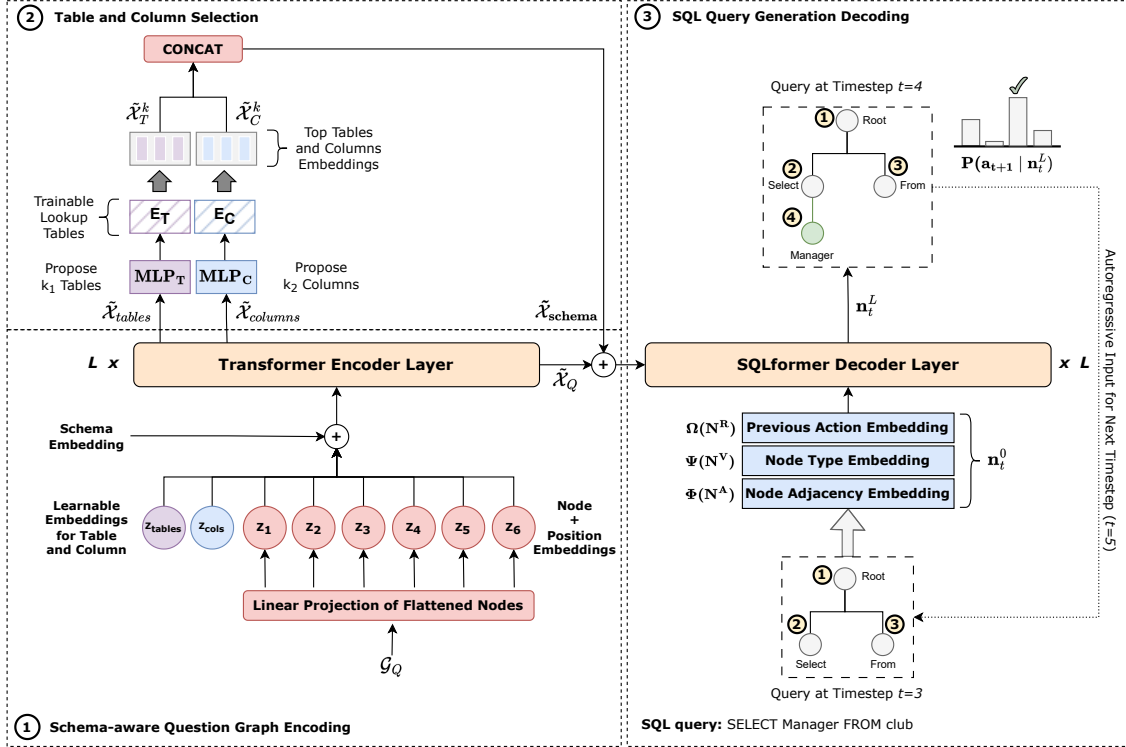 2 Table and Column Selection
CONCAT
𝒳̃ᵏ_T
𝒳̃ᵏ_C
Top Tables
and Columns
Embeddings
Trainable
Lookup
Tables
E_T
E_C
Propose
k₁ Tables
MLP_T
MLP_C
Propose
k₂ Columns
𝒳̃_tables
𝒳̃_columns
𝒳̃_schema
L x
Transformer Encoder Layer
𝒳̃_Q
+
Schema
Embedding
+
Learnable
Embeddings
for Table
and Column
z_tables
z_cols
z₁
z₂
z₃
z₄
z₅
z₆
Node
+
Position
Embeddings
Linear Projection of Flattened Nodes
𝒢_Q
1 Schema-aware Question Graph Encoding
3 SQL Query Generation Decoding
Query at Timestep t=4
1
Root
2
Select
3
From
4
Manager
P(a_{t+1} | n_t^L)
n_t^L
SQLformer Decoder Layer
x L
Ω(N^R)
Previous Action Embedding
Ψ(N^V)
Node Type Embedding
Φ(N^A)
Node Adjacency Embedding
n_t^0
Autoregressive Input for Next Timestep (t=5)
1
Root
2
Select
3
From
Query at Timestep t=3
SQL query: SELECT Manager FROM club